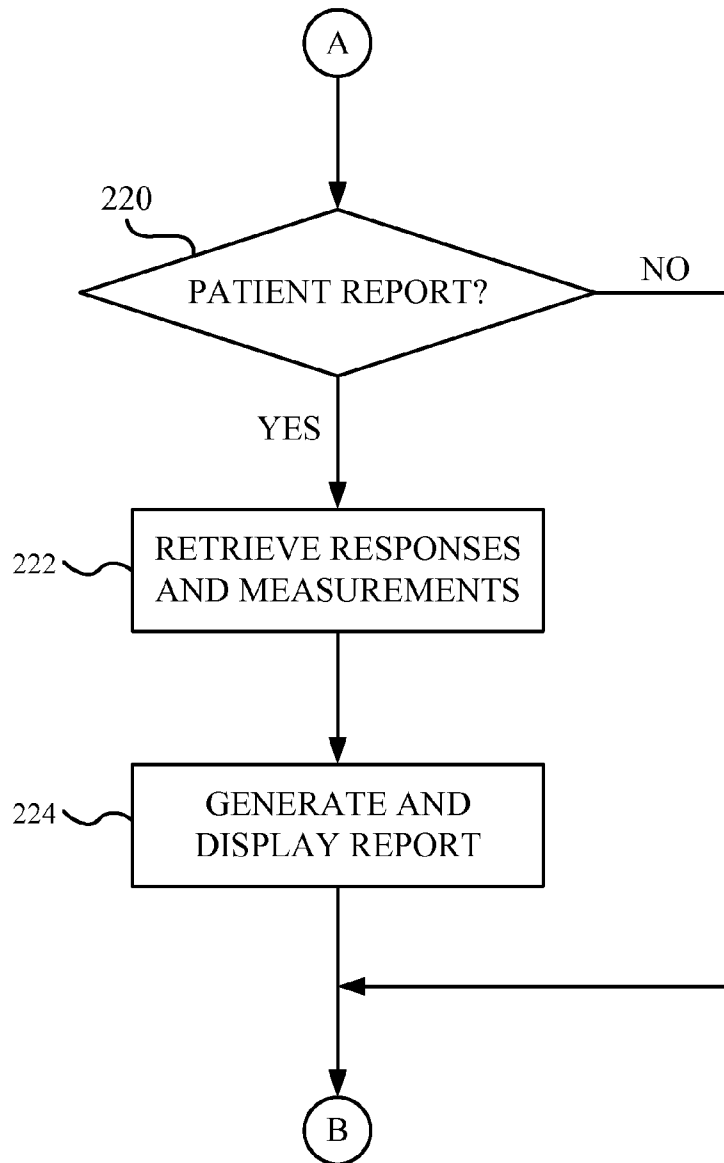 A
220
PATIENT REPORT?
NO
YES
222
RETRIEVE RESPONSES
AND MEASUREMENTS
224
GENERATE AND
DISPLAY REPORT
B